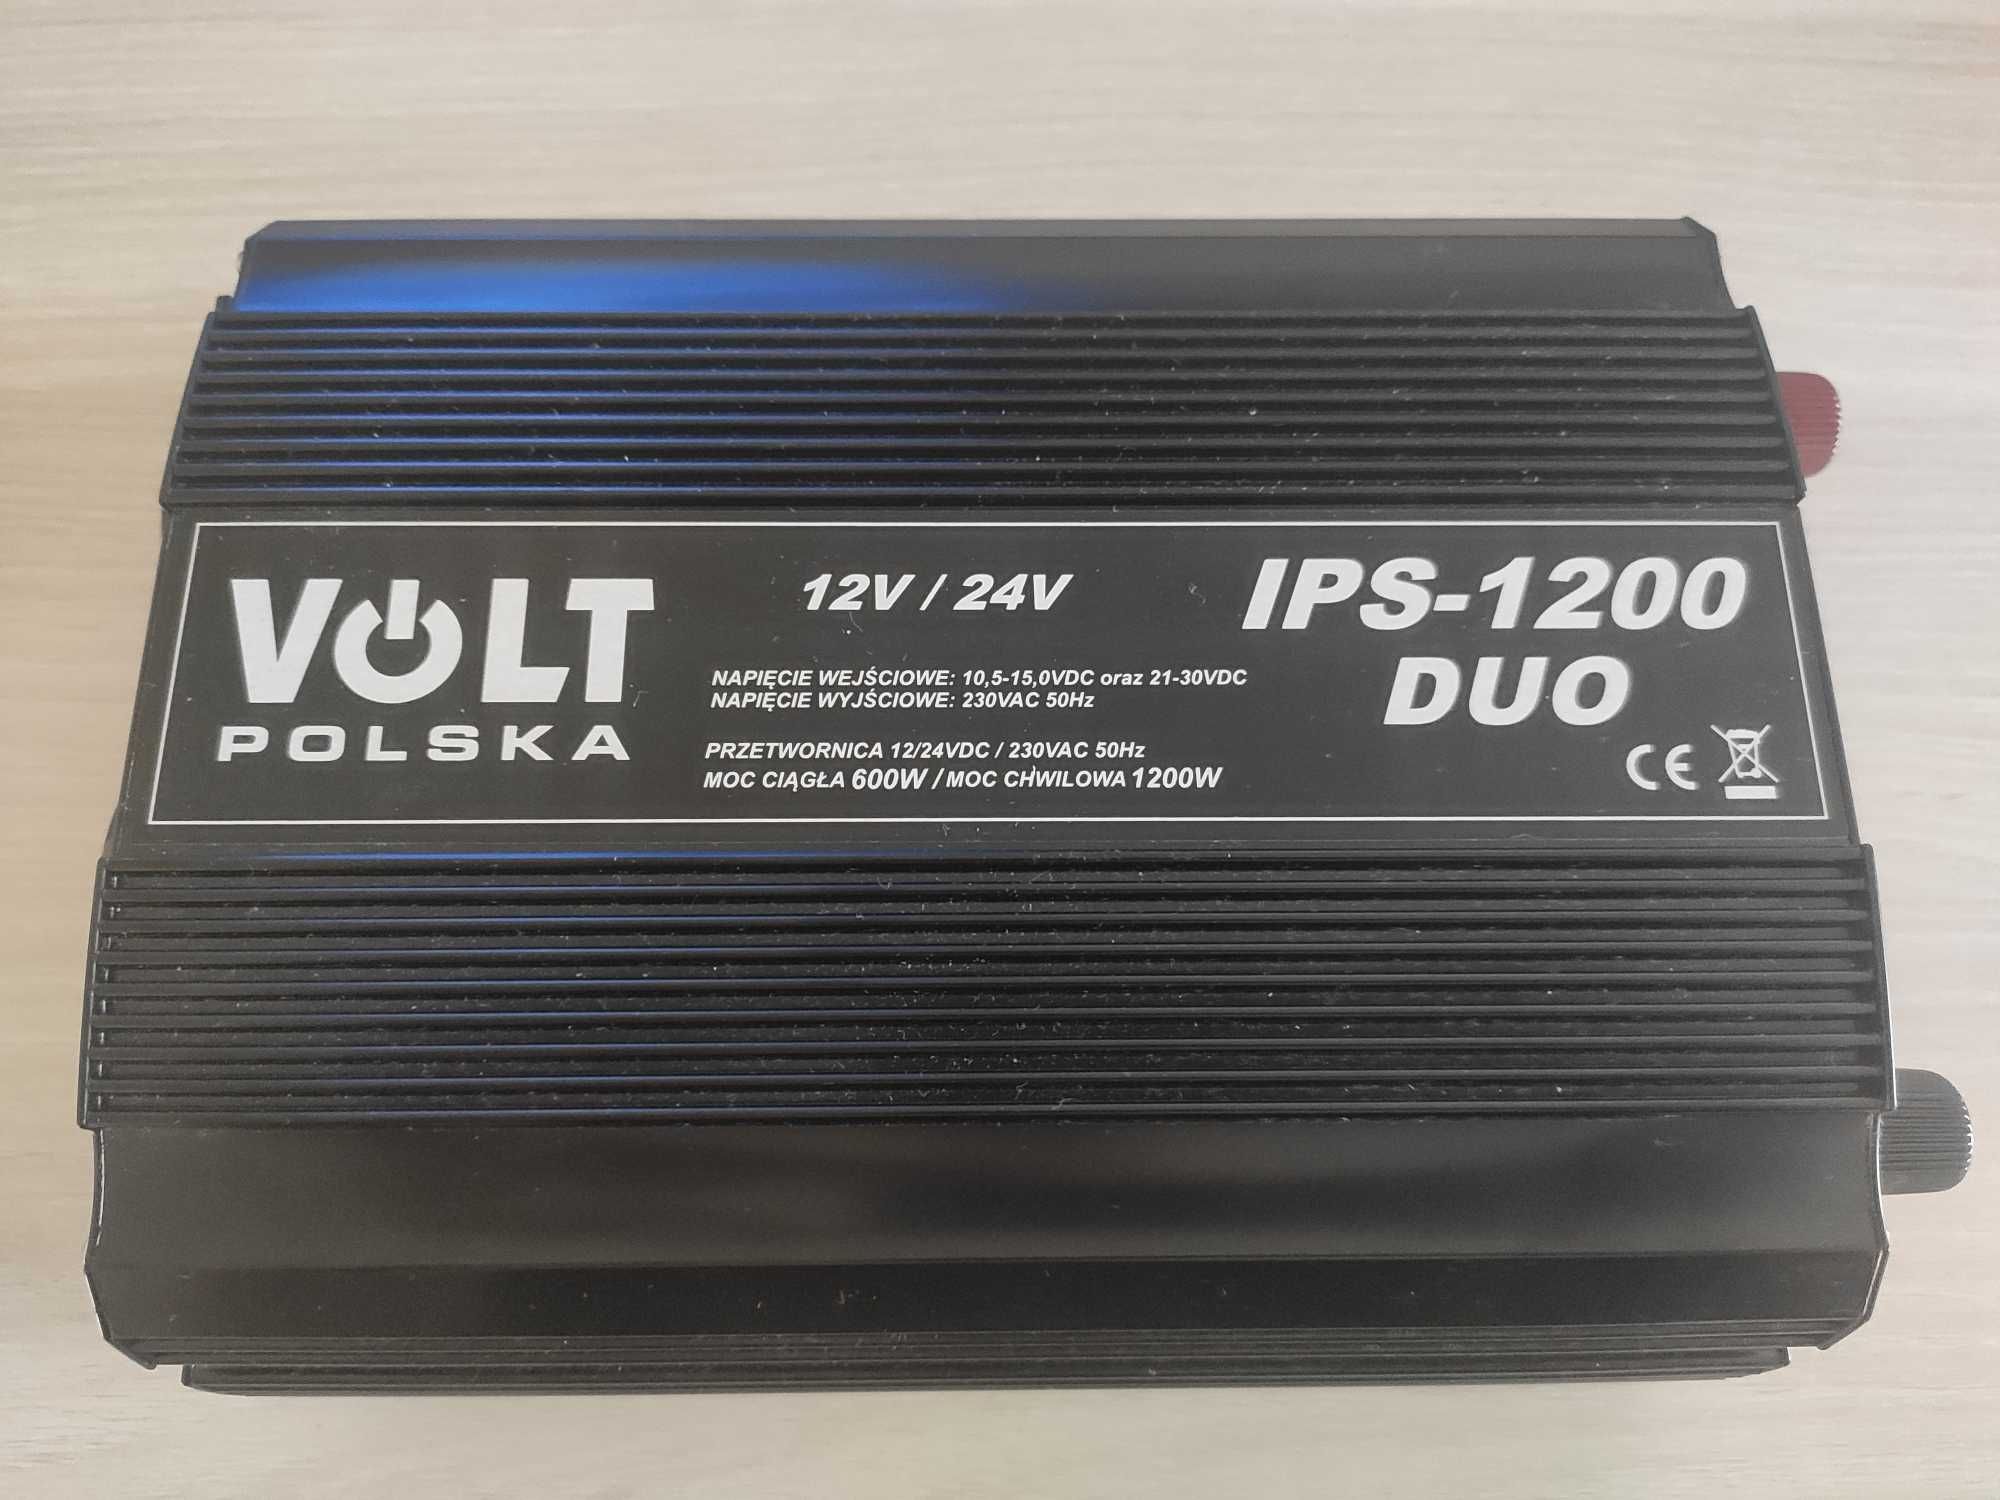 VOLT
POLSKA
12V / 24V
NAPIĘCIE WEJŚCIOWE: 10,5-15,0VDC oraz 21-30VDC
NAPIĘCIE WYJŚCIOWE: 230VAC 50Hz
PRZETWORNICA 12/24VDC / 230VAC 50Hz
MOC CIĄGŁA 600W / MOC CHWILOWA 1200W
IPS-1200
DUO
CE